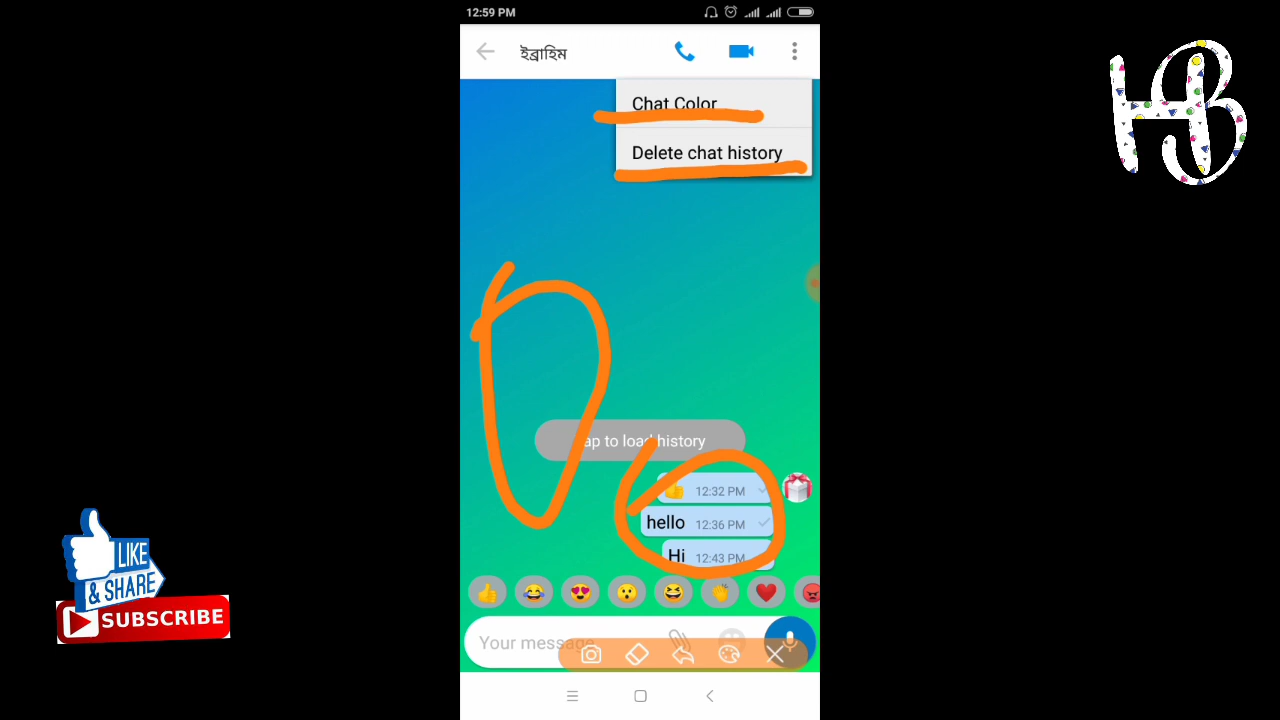 12:59 PM
ইব্রাহিম
Chat Color
Delete chat history
ap to load history
12:32 PM
hello 12:36 PM
Hi 12:43 PM
Your message
HB
LIKE
& SHARE
SUBSCRIBE